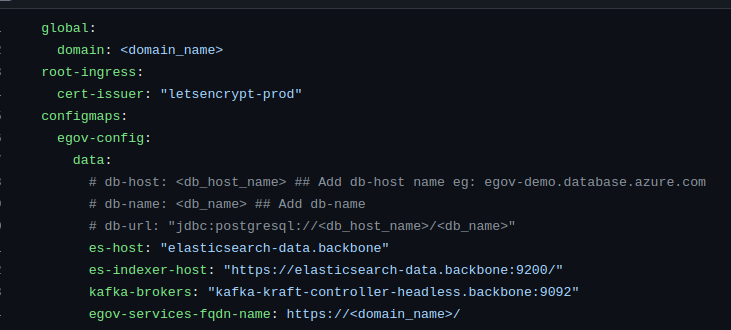 global:
  domain: <domain_name>
root-ingress:
  cert-issuer: "letsencrypt-prod"
configmaps:
  egov-config:
    data:
      # db-host: <db_host_name> ## Add db-host name eg: egov-demo.database.azure.com
      # db-name: <db_name> ## Add db-name
      # db-url: "jdbc:postgresql://<db_host_name>/<db_name>"
      es-host: "elasticsearch-data.backbone"
      es-indexer-host: "https://elasticsearch-data.backbone:9200/"
      kafka-brokers: "kafka-kraft-controller-headless.backbone:9092"
      egov-services-fqdn-name: https://<domain_name>/